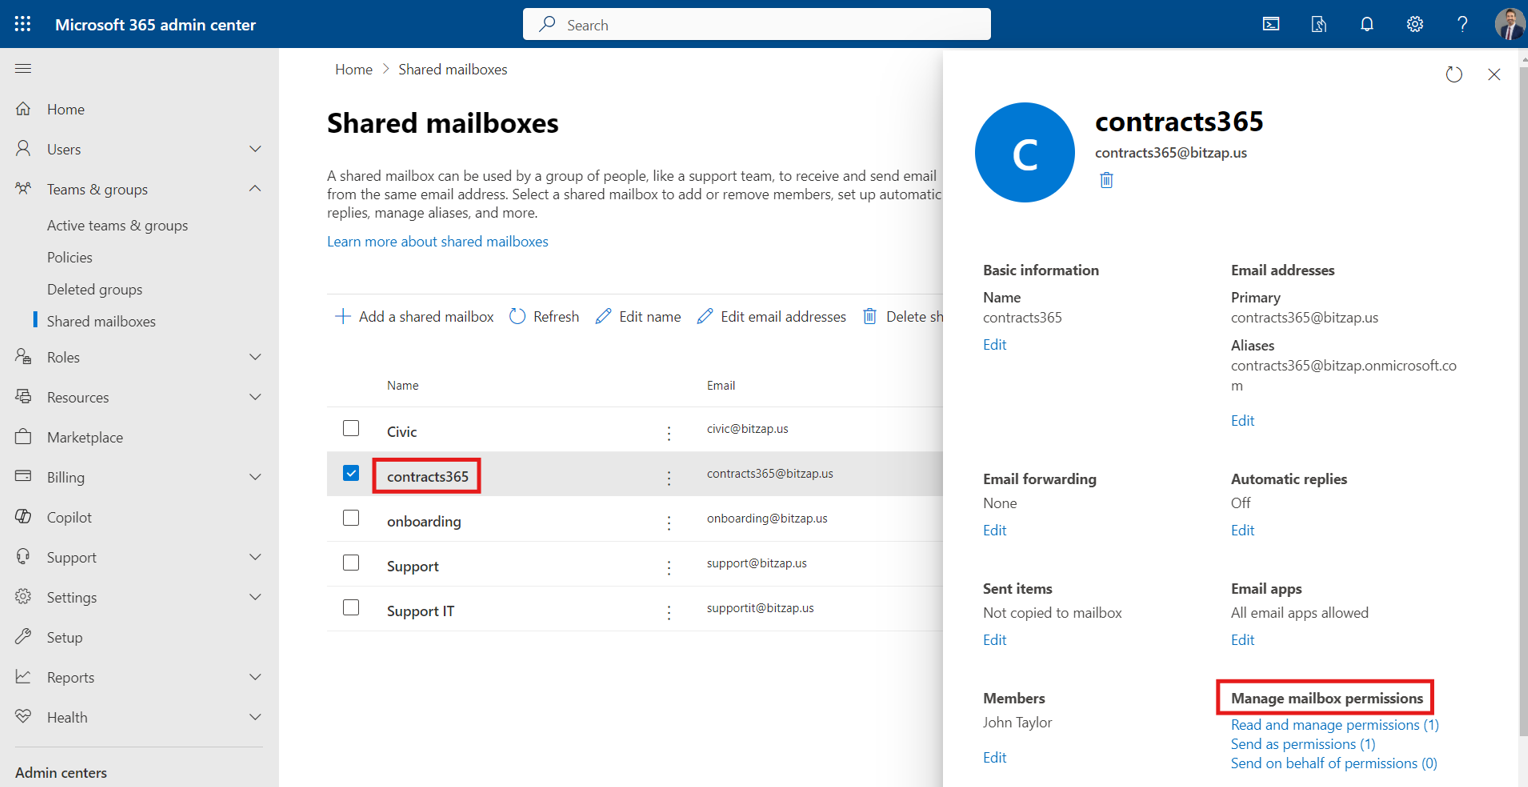 Microsoft 365 admin center
Search
Home
Users
Teams & groups
Active teams & groups
Policies
Deleted groups
Shared mailboxes
Roles
Resources
Marketplace
Billing
Copilot
Support
Settings
Setup
Reports
Health
Admin centers
Home > Shared mailboxes
Shared mailboxes
A shared mailbox can be used by a group of people, like a support team, to receive and send email
from the same email address. Select a shared mailbox to add or remove members, set up automatic
replies, manage aliases, and more.
Learn more about shared mailboxes
Add a shared mailbox Refresh Edit name Edit email addresses Delete sh
Name Email
Civic civic@bitzap.us
contracts365 contracts365@bitzap.us
onboarding onboarding@bitzap.us
Support support@bitzap.us
Support IT supportit@bitzap.us
C
contracts365
contracts365@bitzap.us
Basic information
Name
contracts365
Edit
Email addresses
Primary
contracts365@bitzap.us
Aliases
contracts365@bitzap.onmicrosoft.co
m
Edit
Email forwarding
None
Edit
Automatic replies
Off
Edit
Sent items
Not copied to mailbox
Edit
Email apps
All email apps allowed
Edit
Members
John Taylor
Edit
Manage mailbox permissions
Read and manage permissions (1)
Send as permissions (1)
Send on behalf of permissions (0)